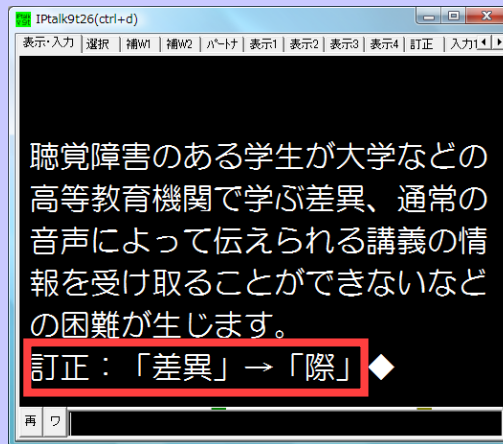 IPtalk9t26(ctrl+d)
表示・入力 選択 補W1 補W2 パートナ 表示1 表示2 表示3 表示4 訂正 入力1
聴覚障害のある学生が大学などの
高等教育機関で学ぶ差異、通常の
音声によって伝えられる講義の情
報を受け取ることができないなど
の困難が生じます。
訂正：「差異」→「際」◆
再 ワ